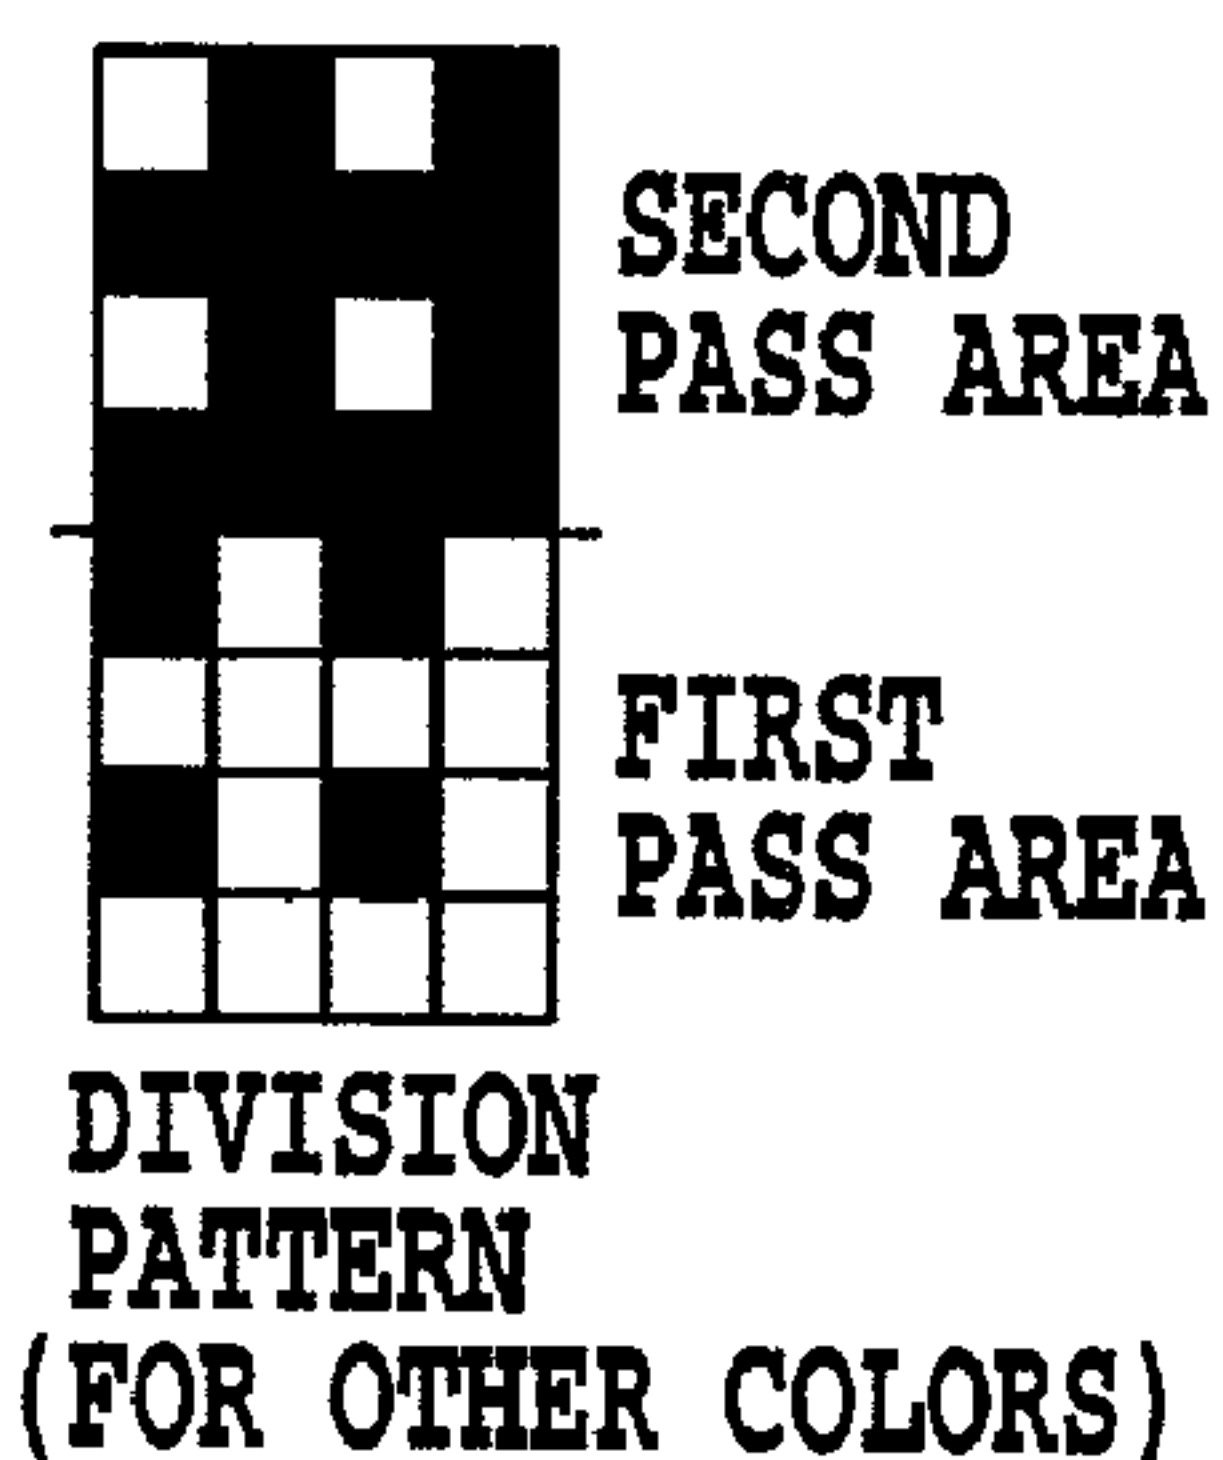 SECOND
PASS AREA
FIRST
PASS AREA
DIVISION
PATTERN
(FOR OTHER COLORS)